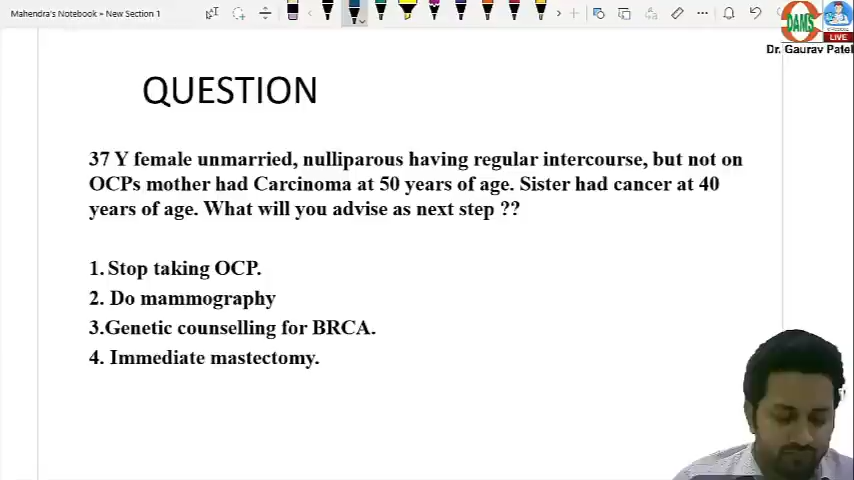 Mahendra's Notebook » New Section 1
DAMS
LIVE
Dr. Gaurav Patel
QUESTION
37 Y female unmarried, nulliparous having regular intercourse, but not on
OCPs mother had Carcinoma at 50 years of age. Sister had cancer at 40
years of age. What will you advise as next step ??
1. Stop taking OCP.
2. Do mammography
3.Genetic counselling for BRCA.
4. Immediate mastectomy.